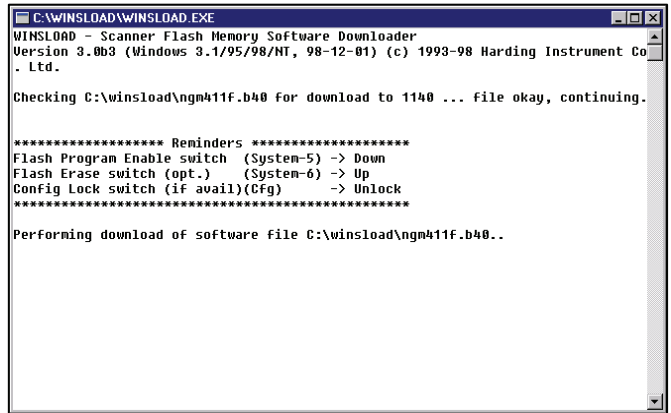 C:\WINSLOAD\WINSLOAD.EXE
WINSLOAD - Scanner Flash Memory Software Downloader
Version 3.0b3 (Windows 3.1/95/98/NT, 98-12-01) (c) 1993-98 Harding Instrument Co
. Ltd.
Checking C:\winsload\ngm411f.b40 for download to 1140 ... file okay, continuing.
******************* Reminders ********************
Flash Program Enable switch  (System-5) -> Down
Flash Erase switch (opt.)    (System-6) -> Up
Config Lock switch (if avail)(Cfg)      -> Unlock
**************************************************
Performing download of software file C:\winsload\ngm411f.b40..